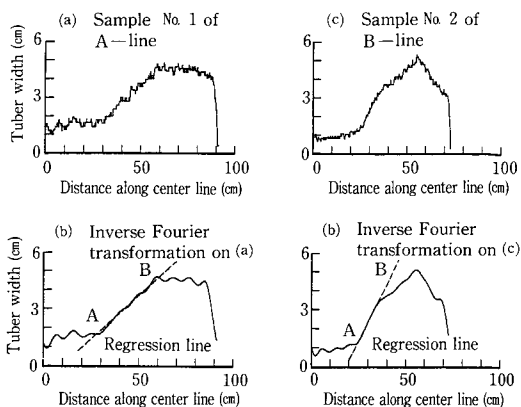 (a) Sample No. 1 of
A—line
Tuber width (cm)
6
3
0
0
50
100
Distance along center line (cm)
(c) Sample No. 2 of
B—line
6
3
0
0
50
100
Distance along center line (cm)
(b) Inverse Fourier
transformation on (a)
Tuber width (cm)
6
3
0
A
B
Regression line
0
50
100
Distance along center line (cm)
(b) Inverse Fourier
transformation on (c)
6
3
0
A
B
Regression line
0
50
100
Distance along center line (cm)